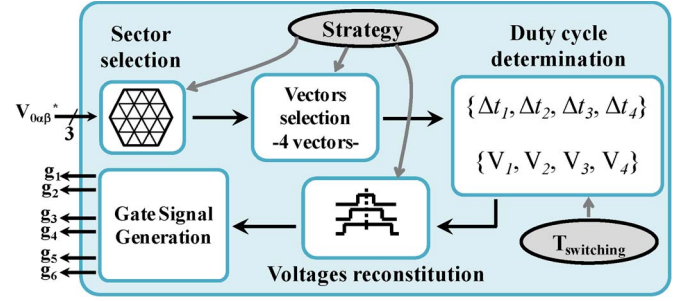 Sector
selection
Strategy
Duty cycle
determination
V0αβ*
3
Vectors
selection
-4 vectors-
{Δt1, Δt2, Δt3, Δt4}
{V1, V2, V3, V4}
g1
g2
g3
g4
g5
g6
Gate Signal
Generation
Voltages reconstitution
Tswitching